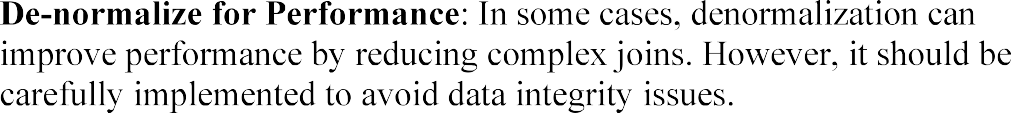 De-normalize for Performance: In some cases, denormalization can
improve performance by reducing complex joins. However, it should be
carefully implemented to avoid data integrity issues.